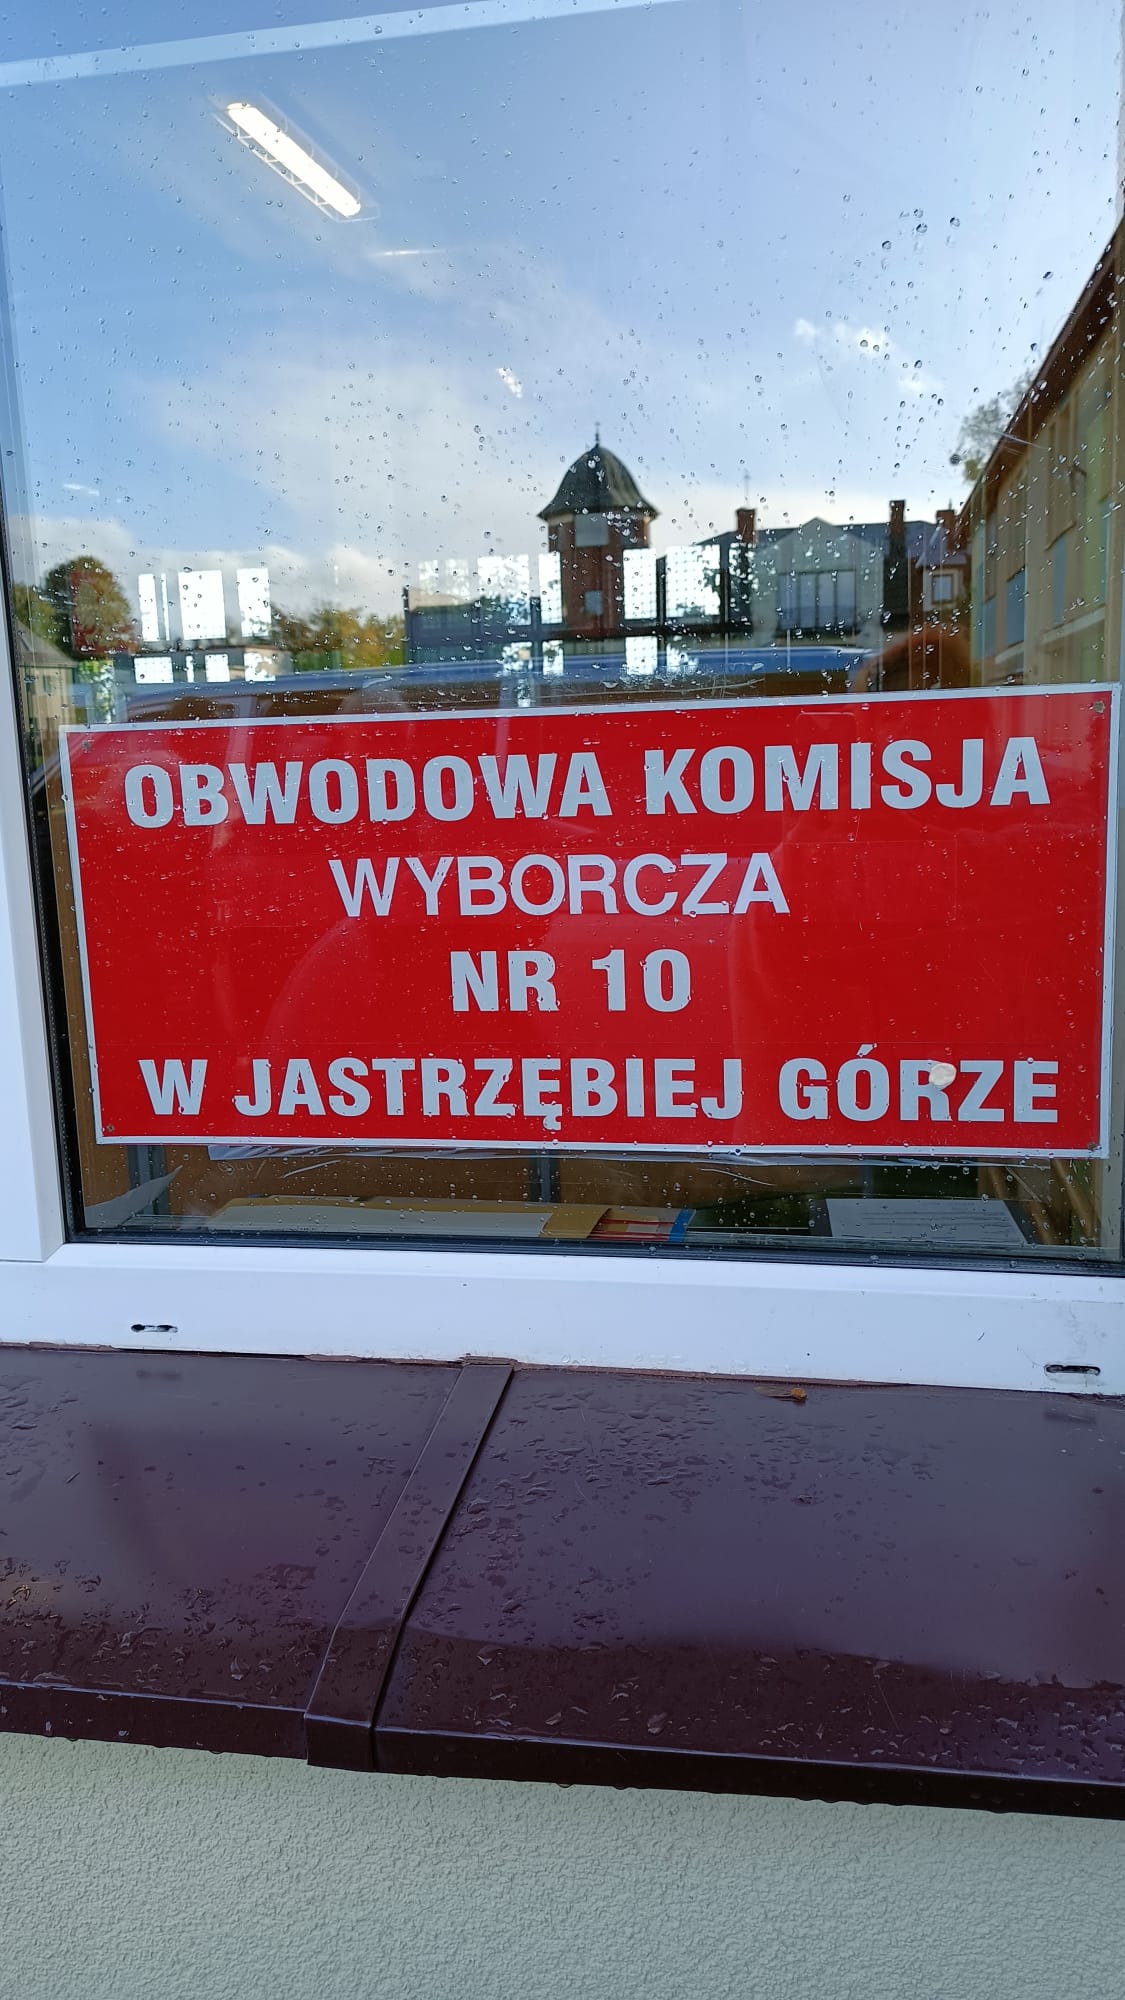 OBWODOWA KOMISJA
WYBORCZA
NR 10
W JASTRZĘBIEJ GÓRZE